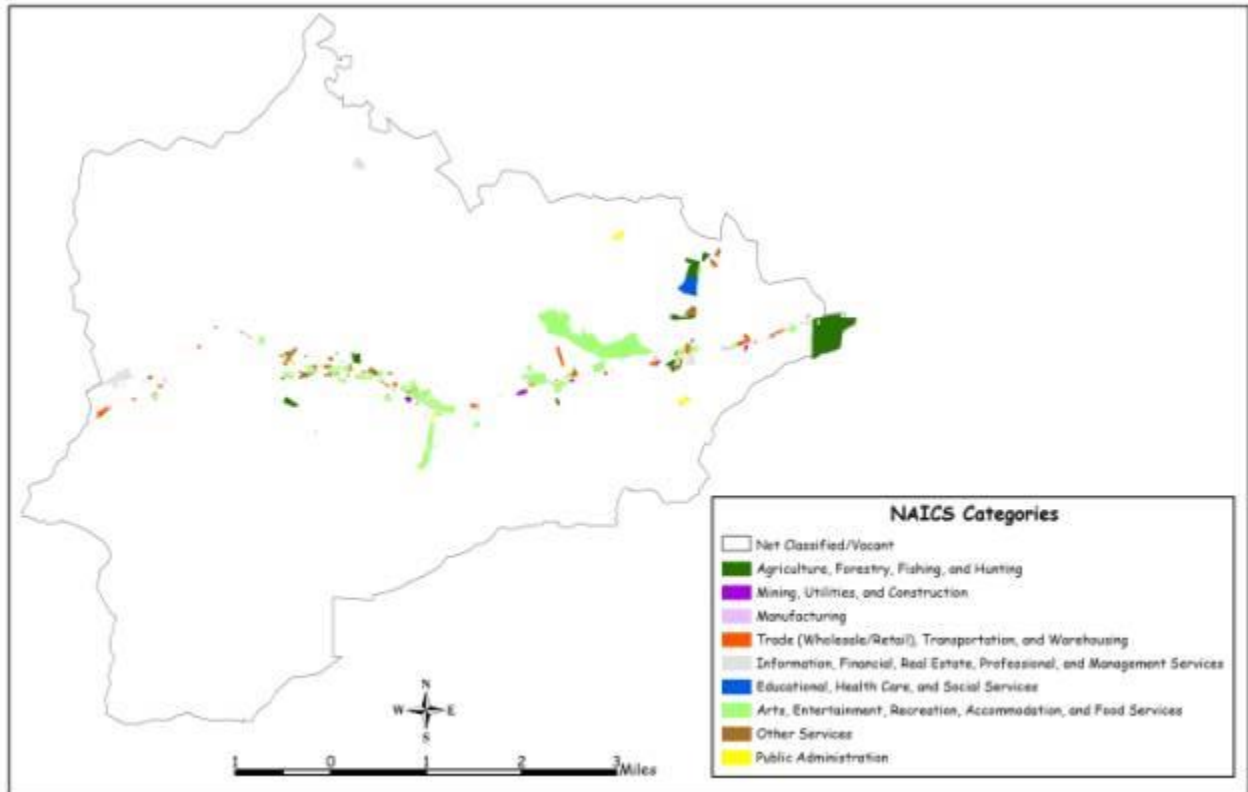 NAICS Categories
Not Classified/Vacant
Agriculture, Forestry, Fishing, and Hunting
Mining, Utilities, and Construction
Manufacturing
Trade (Wholesale/Retail), Transportation, and Warehousing
Information, Financial, Real Estate, Professional, and Management Services
Educational, Health Care, and Social Services
Arts, Entertainment, Recreation, Accommodation, and Food Services
Other Services
Public Administration
N
W E
S
1 0 1 2 3 Miles